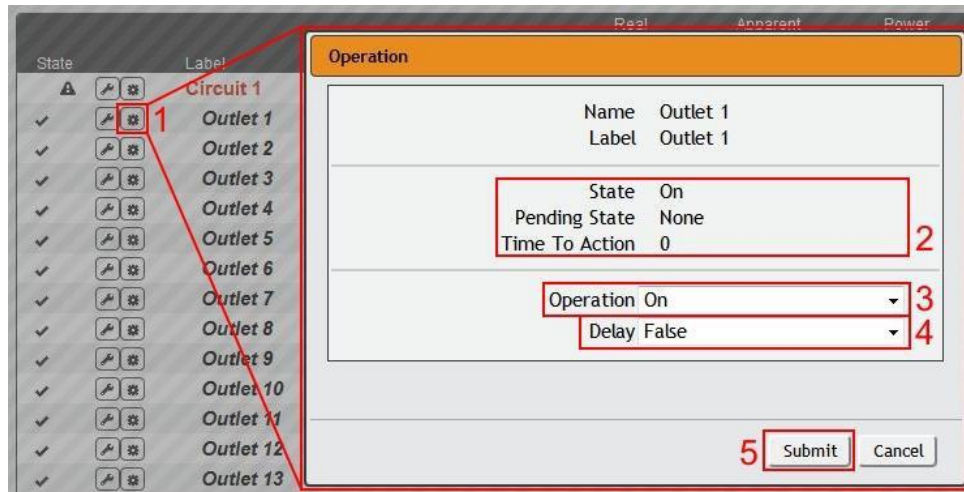 Real Apparent Power
State Label
Circuit 1
1 Outlet 1
Outlet 2
Outlet 3
Outlet 4
Outlet 5
Outlet 6
Outlet 7
Outlet 8
Outlet 9
Outlet 10
Outlet 11
Outlet 12
Outlet 13
Operation
Name Outlet 1
Label Outlet 1
State On
Pending State None
Time To Action 0
2
Operation On 3
Delay False 4
5 Submit Cancel